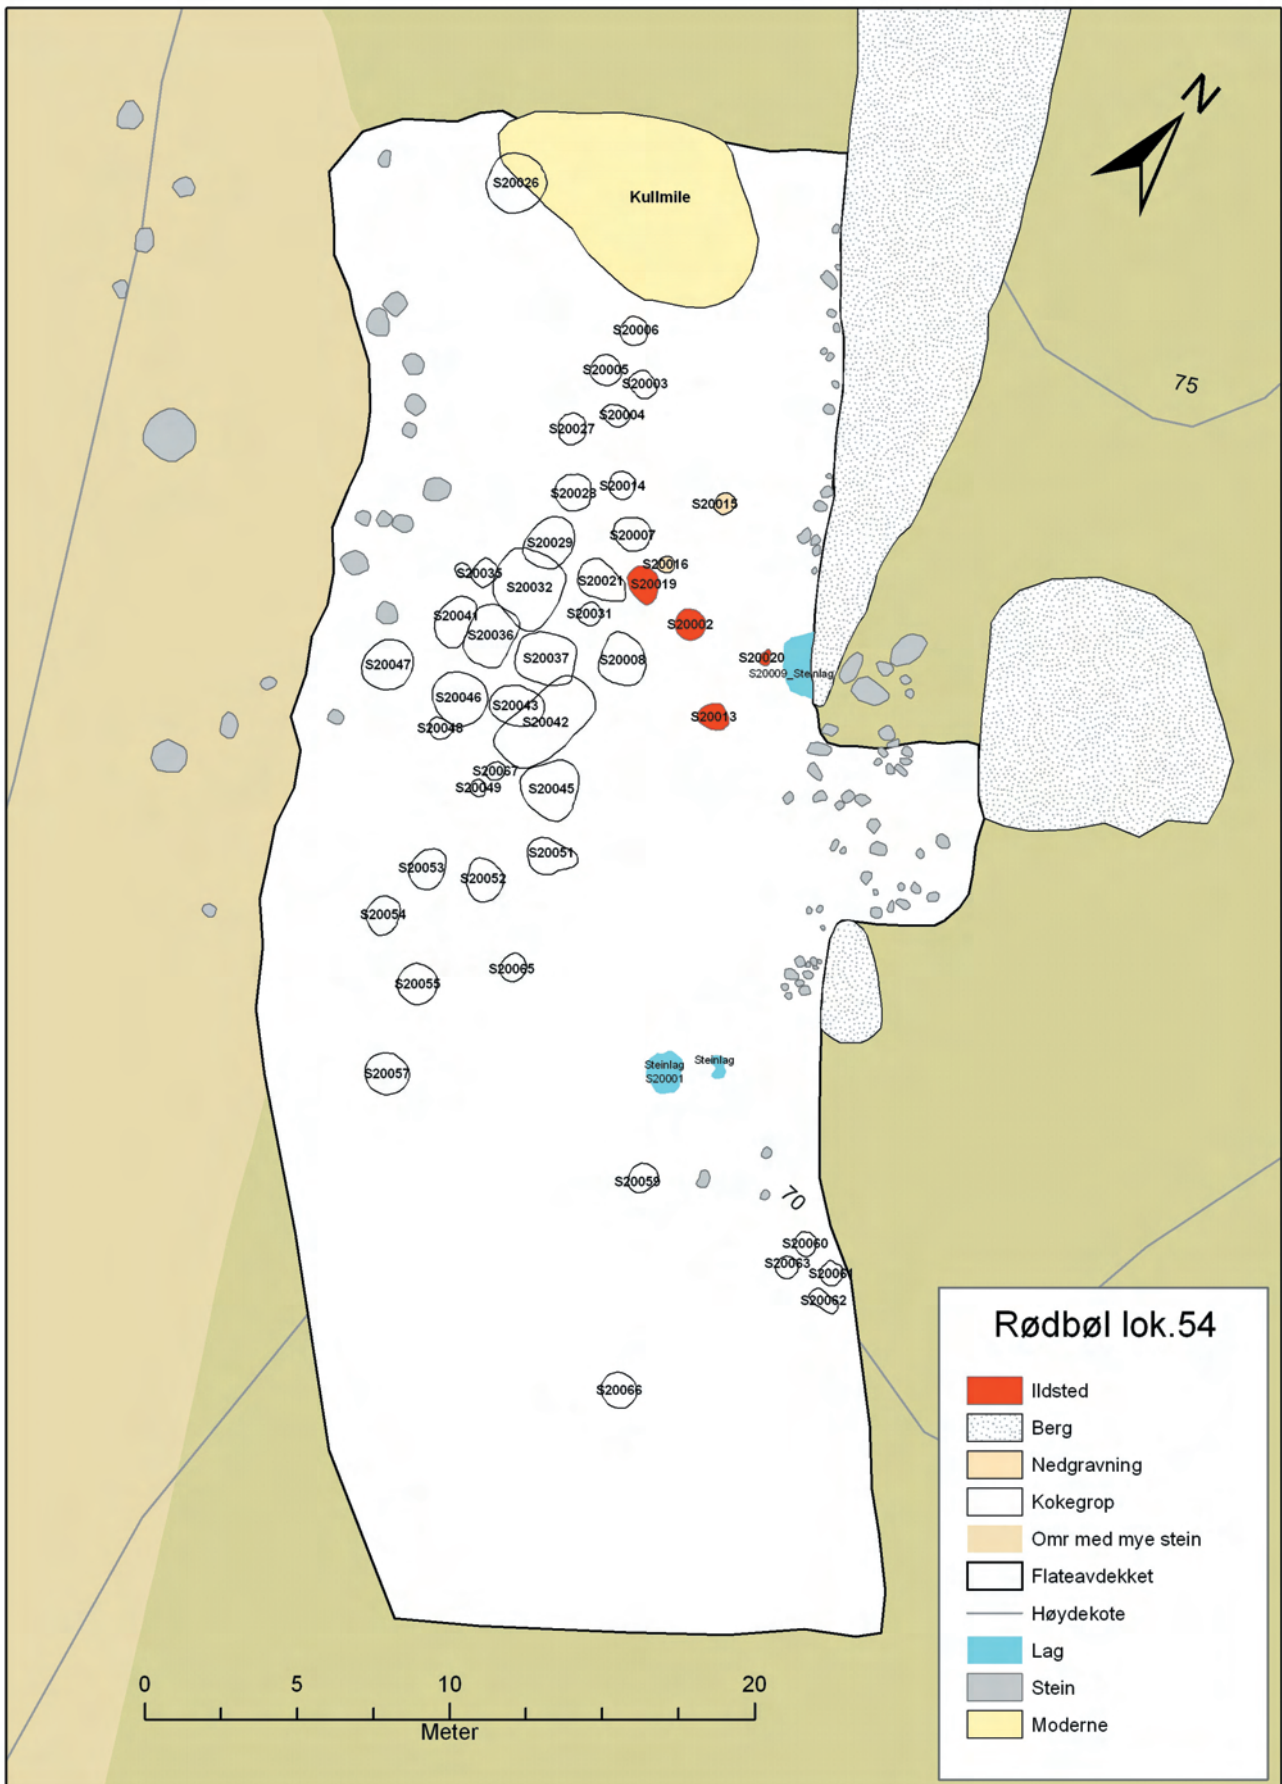 N
S20026
Kullmile
S20006
S20005
S20003
75
S20004
S20027
S20014
S20028
S20015
S20007
S20029
S20016
S20035
S20032
S20021
S20019
S20041
S20031
S20002
S20036
S20047
S20037
S20008
S20020
S20009_Steinlag
S20046
S20043
S20042
S20013
S20048
S20067
S20049
S20045
S20051
S20053
S20052
S20054
S20065
S20055
Steinlag
Steinlag
S20001
S20057
S20059
70
S20060
S20063
S20061
S20062
S20066
Rødbøl lok.54
Ildsted
Berg
Nedgravning
Kokegrop
Omr med mye stein
Flateavdekket
Høydekote
Lag
Stein
Moderne
0 5 10 20
Meter